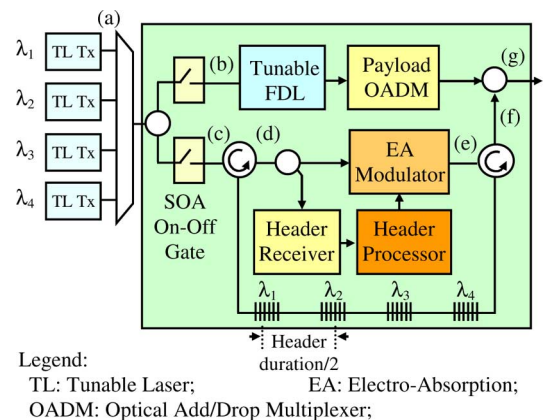 (a)
λ1 TL Tx
λ2 TL Tx
λ3 TL Tx
λ4 TL Tx
(b)
Tunable
FDL
Payload
OADM
(g)
(c)
(d)
EA
Modulator
(e)
(f)
SOA
On-Off
Gate
Header
Receiver
Header
Processor
λ1 λ2 λ3 λ4
Header
duration/2
Legend:
TL: Tunable Laser; EA: Electro-Absorption;
OADM: Optical Add/Drop Multiplexer;